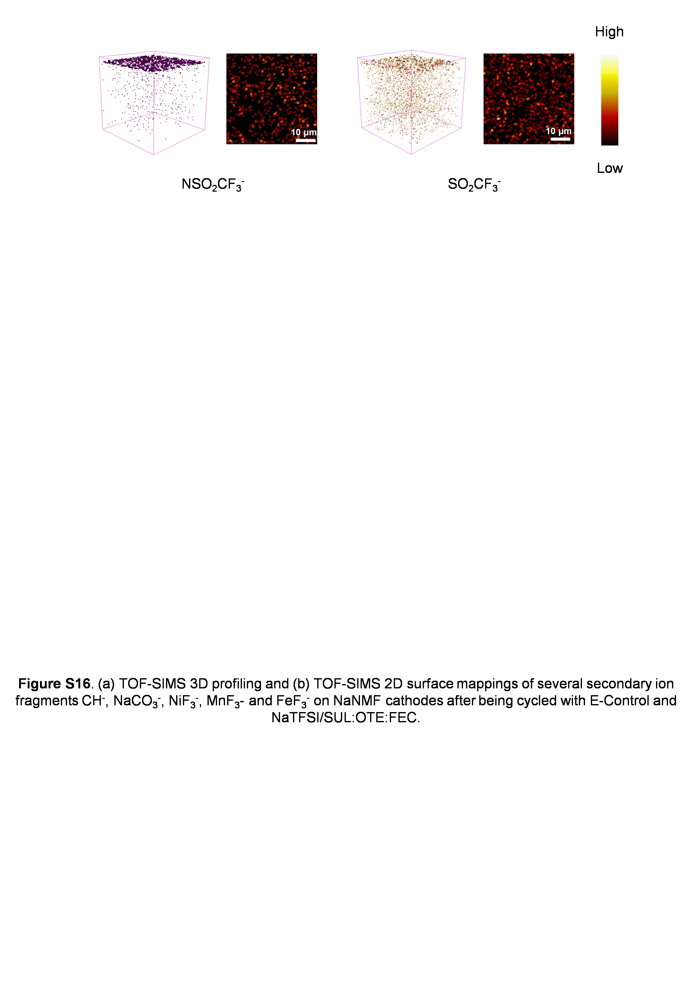 High
10 µm
10 µm
Low
NSO₂CF₃⁻
SO₂CF₃⁻
Figure S16. (a) TOF-SIMS 3D profiling and (b) TOF-SIMS 2D surface mappings of several secondary ion
fragments CH⁻, NaCO₃⁻, NiF₃⁻, MnF₃- and FeF₃⁻ on NaNMF cathodes after being cycled with E-Control and
NaTFSI/SUL:OTE:FEC.